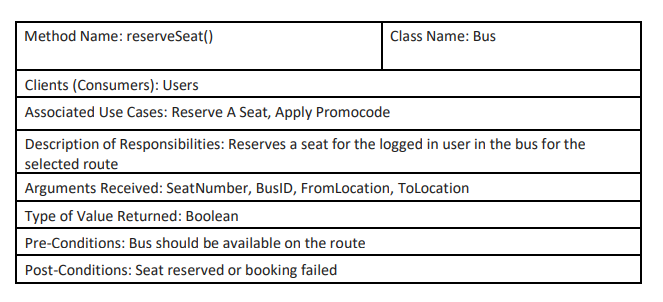 Method Name: reserveSeat()
Class Name: Bus
Clients (Consumers): Users
Associated Use Cases: Reserve A Seat, Apply Promocode
Description of Responsibilities: Reserves a seat for the logged in user in the bus for the
selected route
Arguments Received: SeatNumber, BusID, FromLocation, ToLocation
Type of Value Returned: Boolean
Pre-Conditions: Bus should be available on the route
Post-Conditions: Seat reserved or booking failed